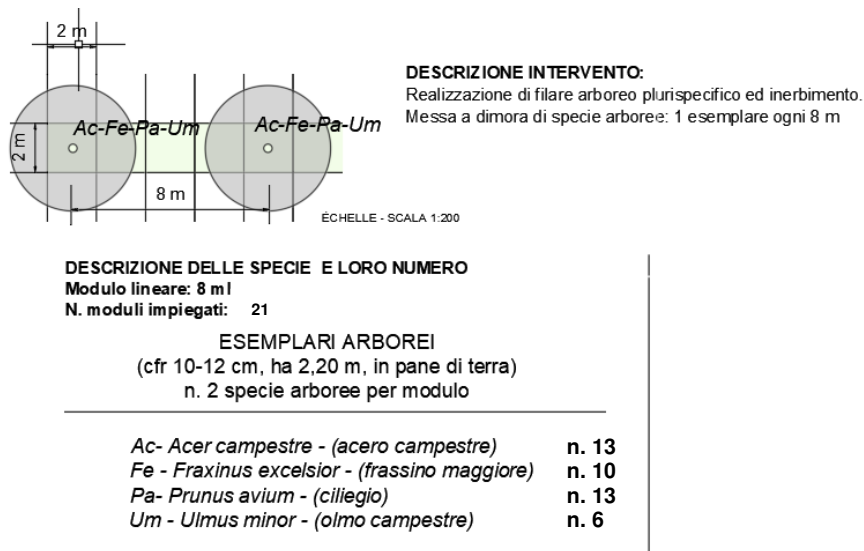 2 m
DESCRIZIONE INTERVENTO:
Realizzazione di filare arboreo plurispecifico ed inerbimento.
Messa a dimora di specie arboree: 1 esemplare ogni 8 m
Ac-Fe-Pa-Um
Ac-Fe-Pa-Um
2 m
8 m
ÉCHELLE - SCALA 1:200
DESCRIZIONE DELLE SPECIE E LORO NUMERO
Modulo lineare: 8 ml
N. moduli impiegati: 21
ESEMPLARI ARBOREI
(cfr 10-12 cm, ha 2,20 m, in pane di terra)
n. 2 specie arboree per modulo
Ac- Acer campestre - (acero campestre) n. 13
Fe - Fraxinus excelsior - (frassino maggiore) n. 10
Pa- Prunus avium - (ciliegio) n. 13
Um - Ulmus minor - (olmo campestre) n. 6